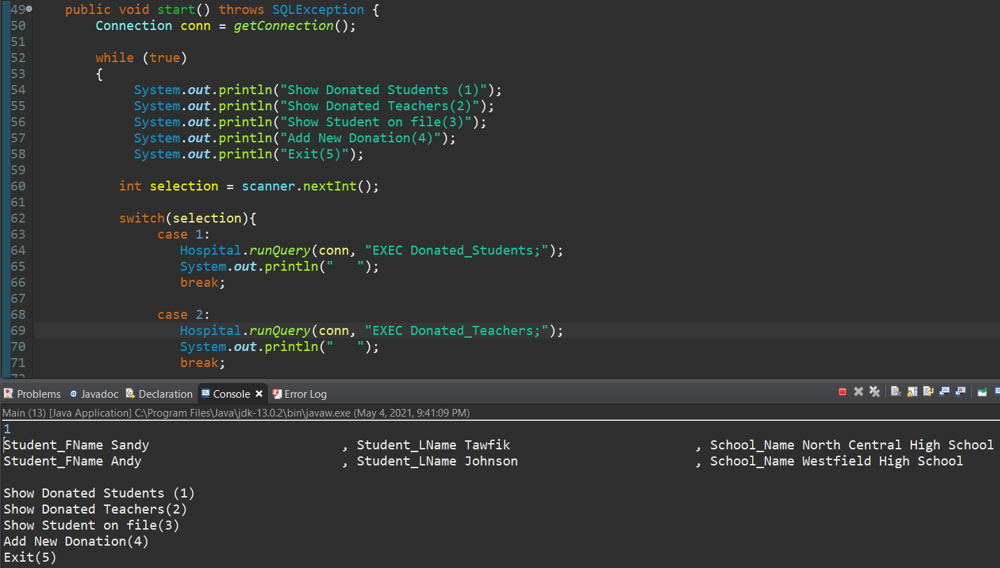 49 public void start() throws SQLException {
50 Connection conn = getConnection();
51
52 while (true)
53 {
54 System.out.println("Show Donated Students (1)");
55 System.out.println("Show Donated Teachers(2)");
56 System.out.println("Show Student on file(3)");
57 System.out.println("Add New Donation(4)");
58 System.out.println("Exit(5)");
59
60 int selection = scanner.nextInt();
61
62 switch(selection){
63 case 1:
64 Hospital.runQuery(conn, "EXEC Donated_Students;");
65 System.out.println("   ");
66 break;
67
68 case 2:
69 Hospital.runQuery(conn, "EXEC Donated_Teachers;");
70 System.out.println("   ");
71 break;
72
Problems Javadoc Declaration Console Error Log
Main (13) [Java Application] C:\Program Files\Java\jdk-13.0.2\bin\javaw.exe (May 4, 2021, 9:41:09 PM)
1
Student_FName Sandy , Student_LName Tawfik , School_Name North Central High School
Student_FName Andy , Student_LName Johnson , School_Name Westfield High School
Show Donated Students (1)
Show Donated Teachers(2)
Show Student on file(3)
Add New Donation(4)
Exit(5)